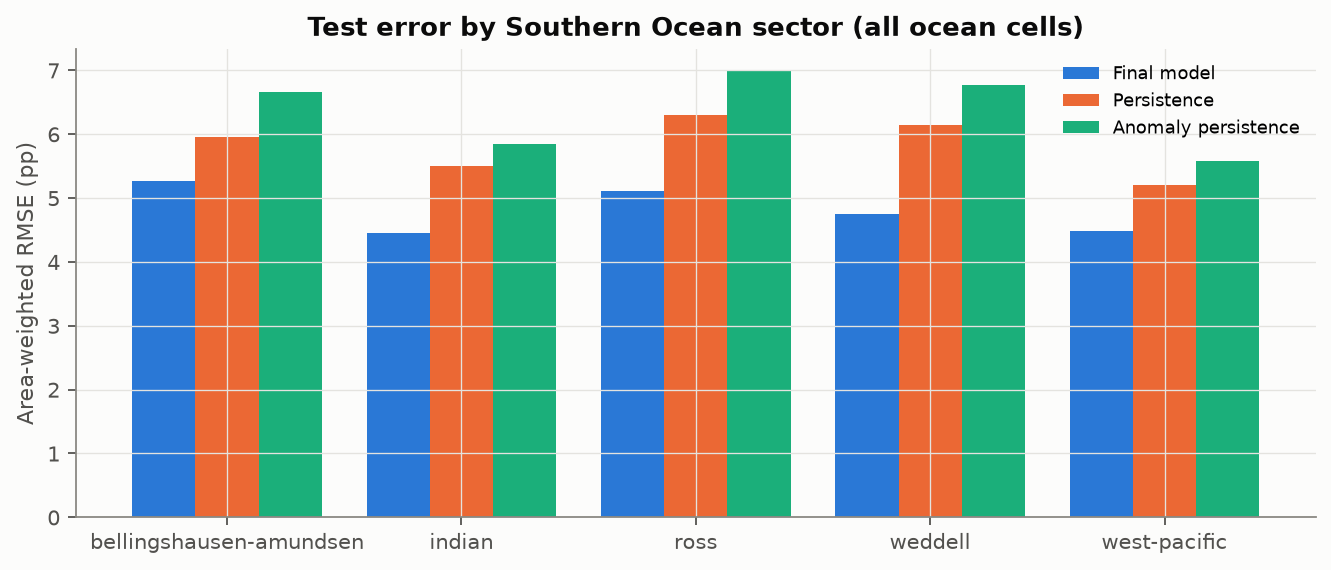 Test error by Southern Ocean sector (all ocean cells)
Final model
Persistence
Anomaly persistence
Area-weighted RMSE (pp)
7
6
5
4
3
2
1
0
bellingshausen-amundsen
indian
ross
weddell
west-pacific